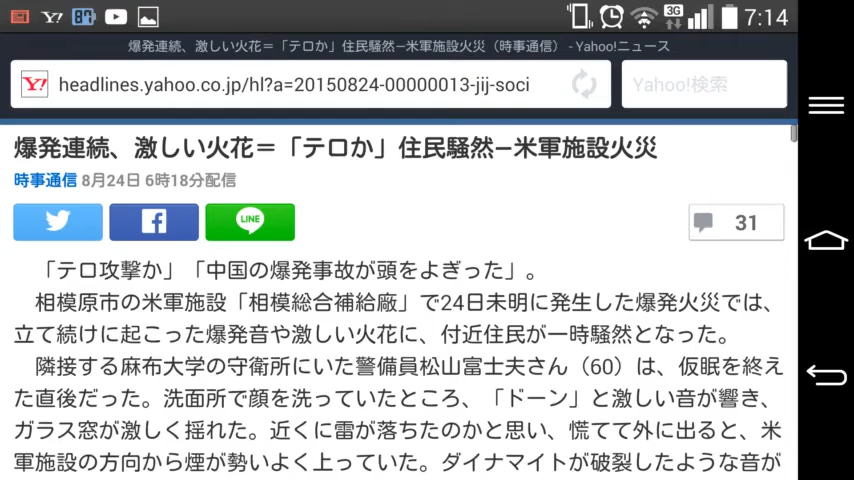 3G 7:14
爆発連続、激しい火花＝「テロか」住民騒然―米軍施設火災（時事通信） - Yahoo!ニュース
Y! headlines.yahoo.co.jp/hl?a=20150824-00000013-jij-soci Yahoo!検索
爆発連続、激しい火花＝「テロか」住民騒然―米軍施設火災
時事通信 8月24日 6時18分配信
LINE 31
「テロ攻撃か」「中国の爆発事故が頭をよぎった」。
相模原市の米軍施設「相模総合補給廠」で24日未明に発生した爆発火災では、
立て続けに起こった爆発音や激しい火花に、付近住民が一時騒然となった。
隣接する麻布大学の守衛所にいた警備員松山富士夫さん（60）は、仮眠を終え
た直後だった。洗面所で顔を洗っていたところ、「ドーン」と激しい音が響き、
ガラス窓が激しく揺れた。近くに雷が落ちたのかと思い、慌てて外に出ると、米
軍施設の方向から煙が勢いよく上っていた。ダイナマイトが破裂したような音が